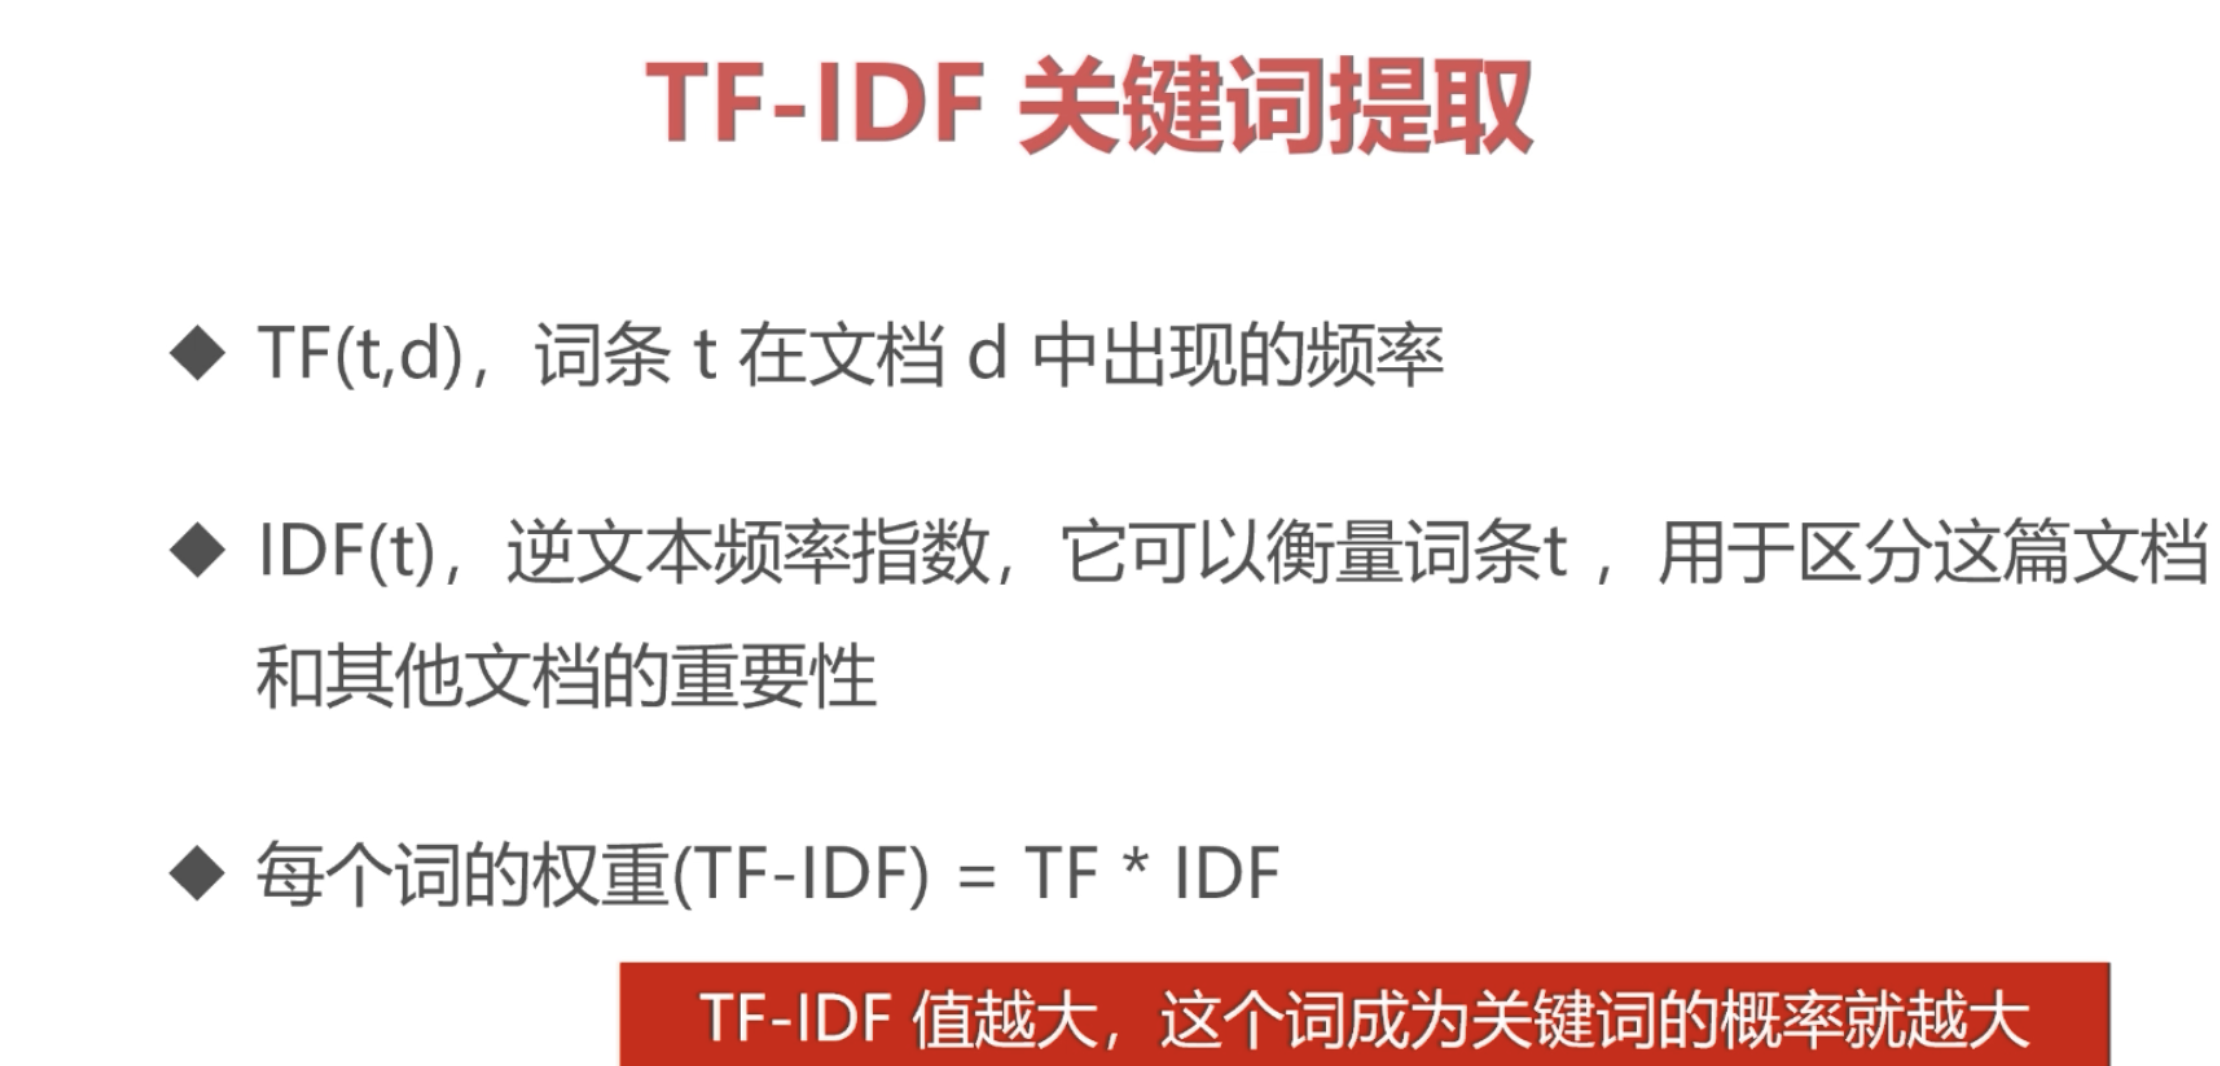 TF-IDF 关键词提取
◆ TF(t,d)，词条 t 在文档 d 中出现的频率
◆ IDF(t)，逆文本频率指数，它可以衡量词条t ，用于区分这篇文档
和其他文档的重要性
◆ 每个词的权重(TF-IDF) = TF * IDF
TF-IDF 值越大，这个词成为关键词的概率就越大